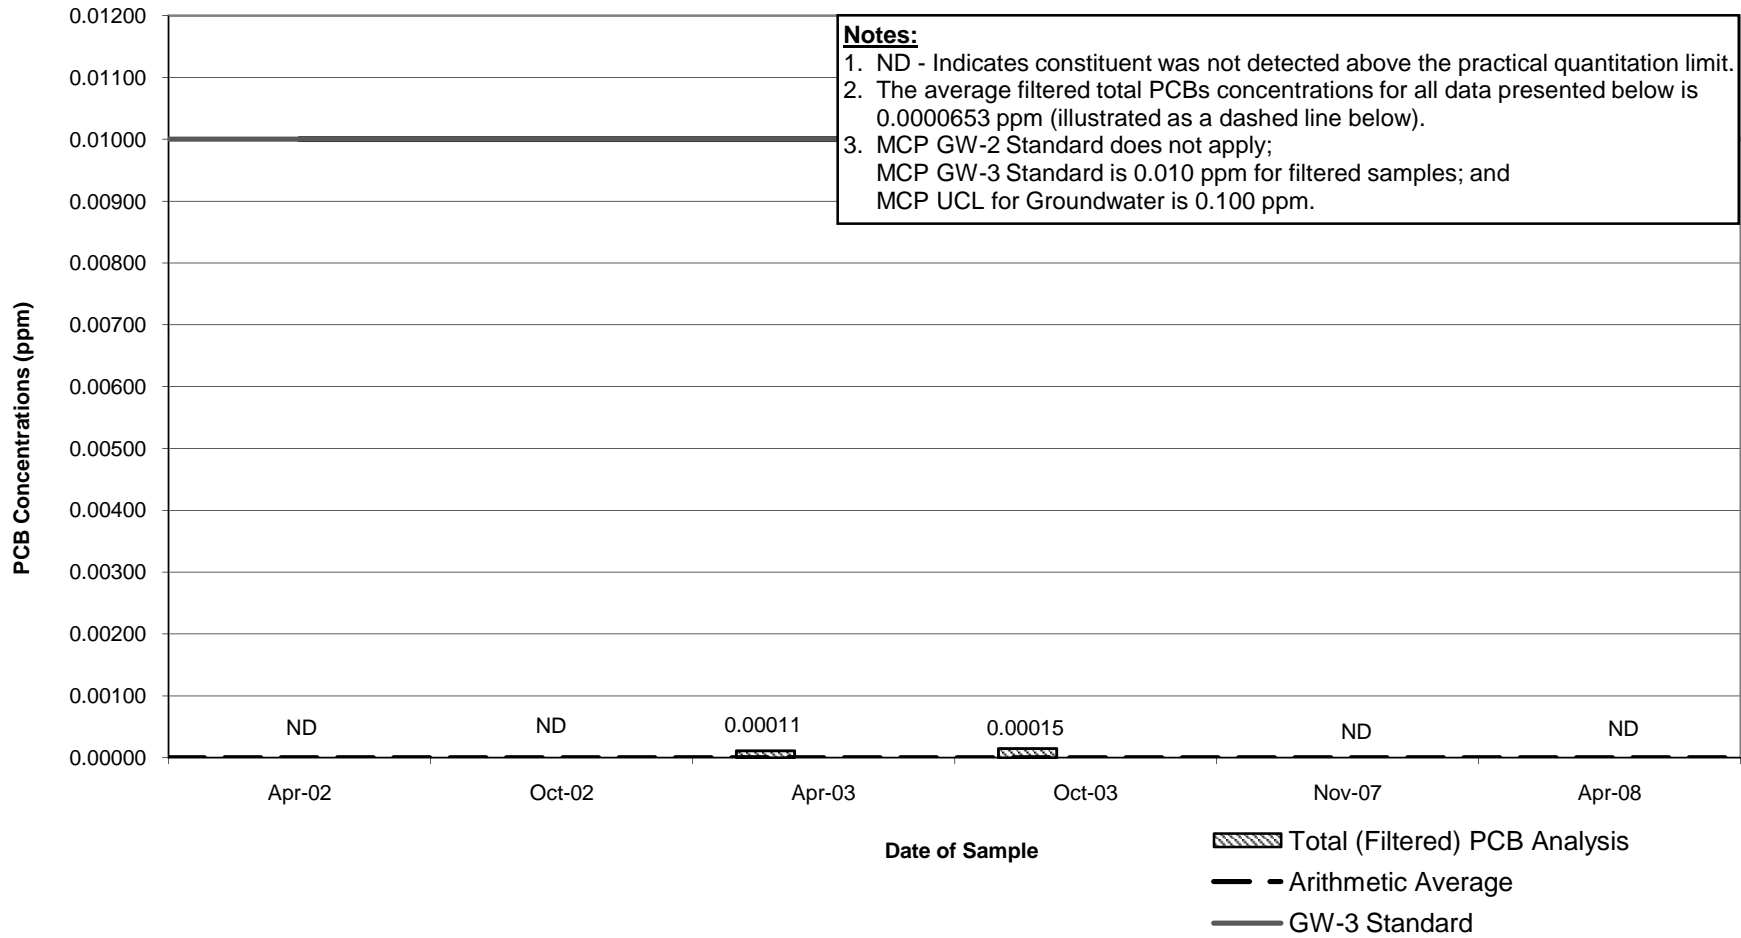 0.01200
0.01100
0.01000
0.00900
0.00800
0.00700
0.00600
0.00500
0.00400
0.00300
0.00200
0.00100
0.00000
PCB Concentrations (ppm)
Notes:
1. ND - Indicates constituent was not detected above the practical quantitation limit.
2. The average filtered total PCBs concentrations for all data presented below is
0.0000653 ppm (illustrated as a dashed line below).
3. MCP GW-2 Standard does not apply;
MCP GW-3 Standard is 0.010 ppm for filtered samples; and
MCP UCL for Groundwater is 0.100 ppm.
ND ND 0.00011 0.00015 ND ND
Apr-02 Oct-02 Apr-03 Oct-03 Nov-07 Apr-08
Date of Sample
Total (Filtered) PCB Analysis
Arithmetic Average
GW-3 Standard